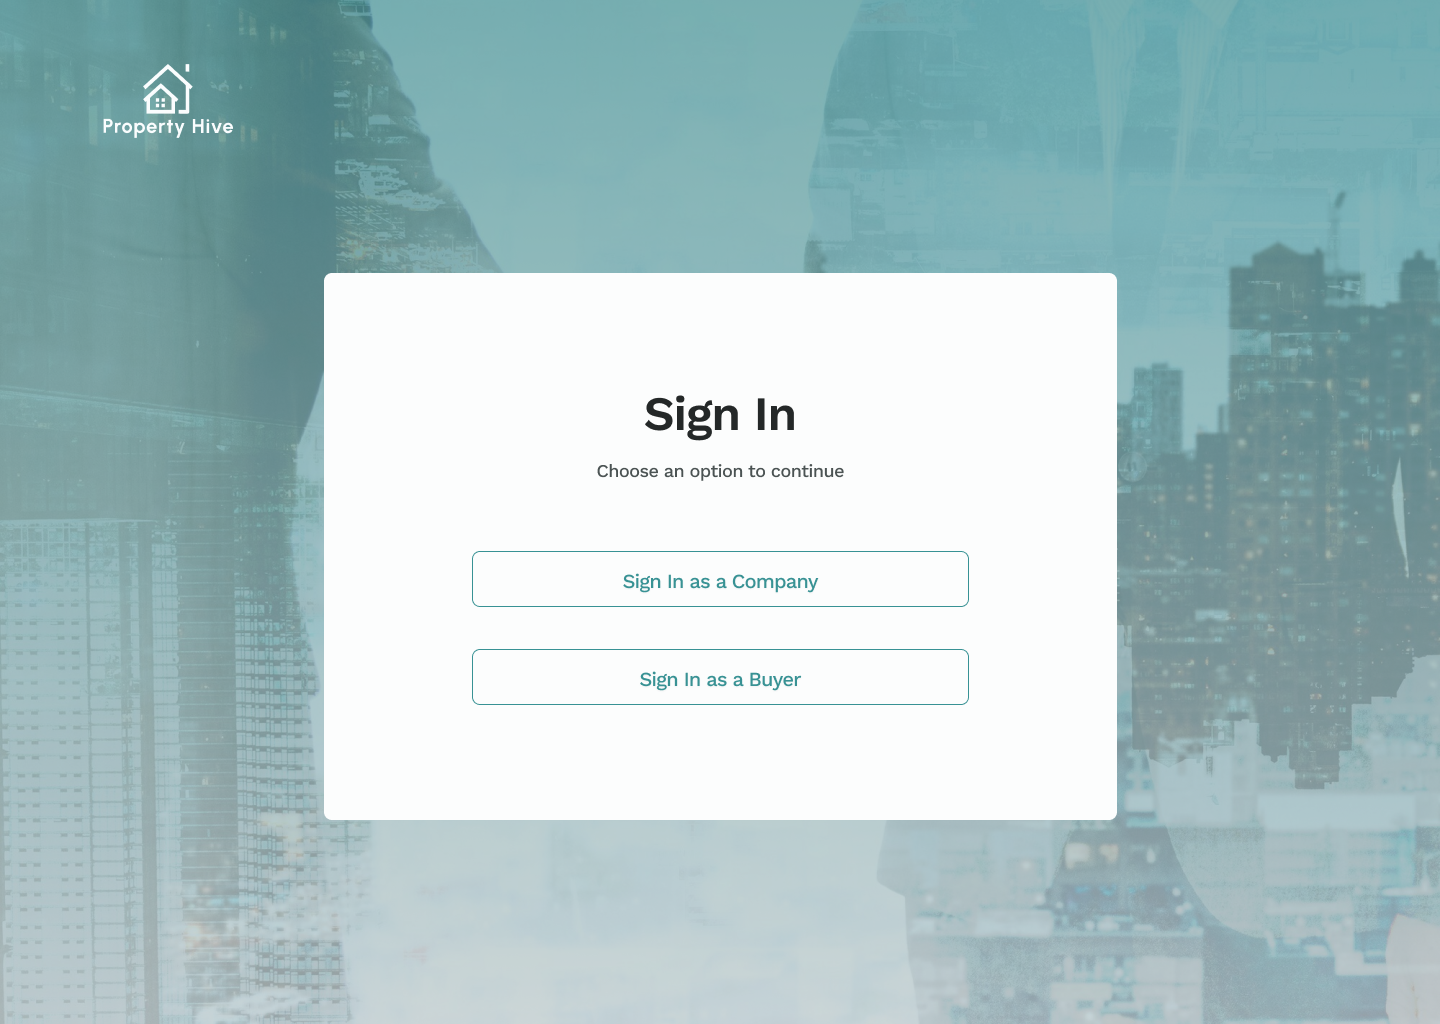 Property Hive
Sign In
Choose an option to continue
Sign In as a Company
Sign In as a Buyer